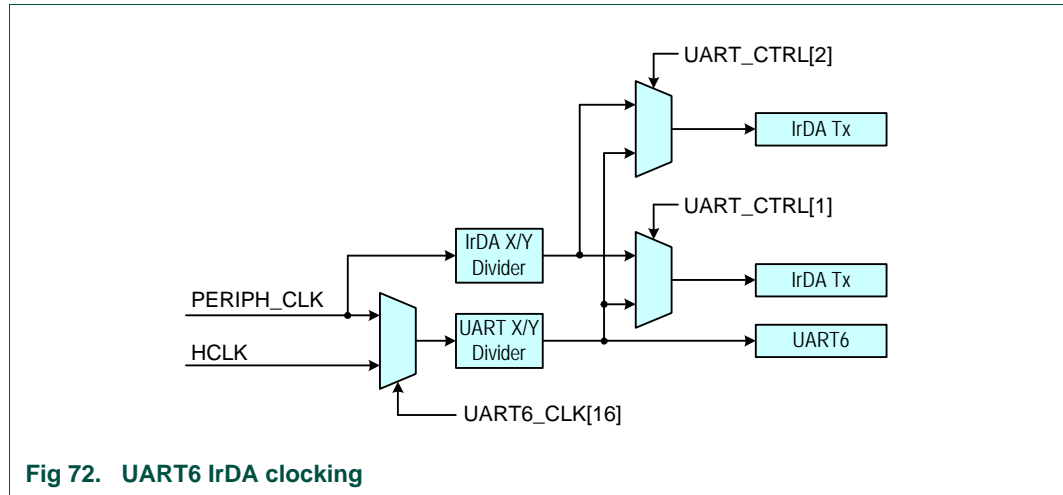 UART_CTRL[2]
IrDA Tx
UART_CTRL[1]
IrDA X/Y
Divider
IrDA Tx
PERIPH_CLK
UART X/Y
Divider
UART6
HCLK
UART6_CLK[16]
Fig 72. UART6 IrDA clocking